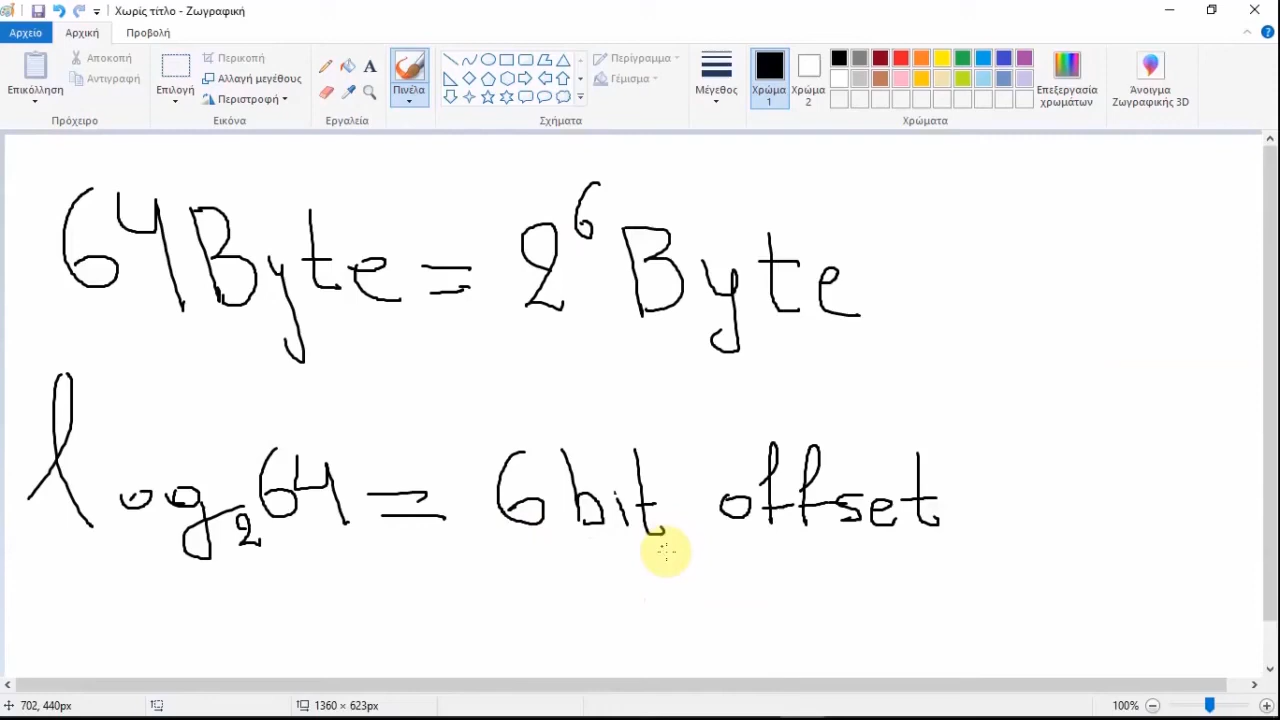 Χωρίς τίτλο - Ζωγραφική
Αρχείο Αρχική Προβολή
Επικόλληση
Αποκοπή
Αντιγραφή
Πρόχειρο
Επιλογή
Περικοπή
Αλλαγή μεγέθους
Περιστροφή
Εικόνα
A
Εργαλεία
Πινέλα
Περίγραμμα
Γέμισμα
Σχήματα
Μέγεθος
Χρώμα 1
Χρώμα 2
Χρώματα
Επεξεργασία χρωμάτων
Άνοιγμα Ζωγραφικής 3D
64Byte = 2⁶ Byte
log₂64 = 6bit offset
702, 440px 1360 × 623px 100%